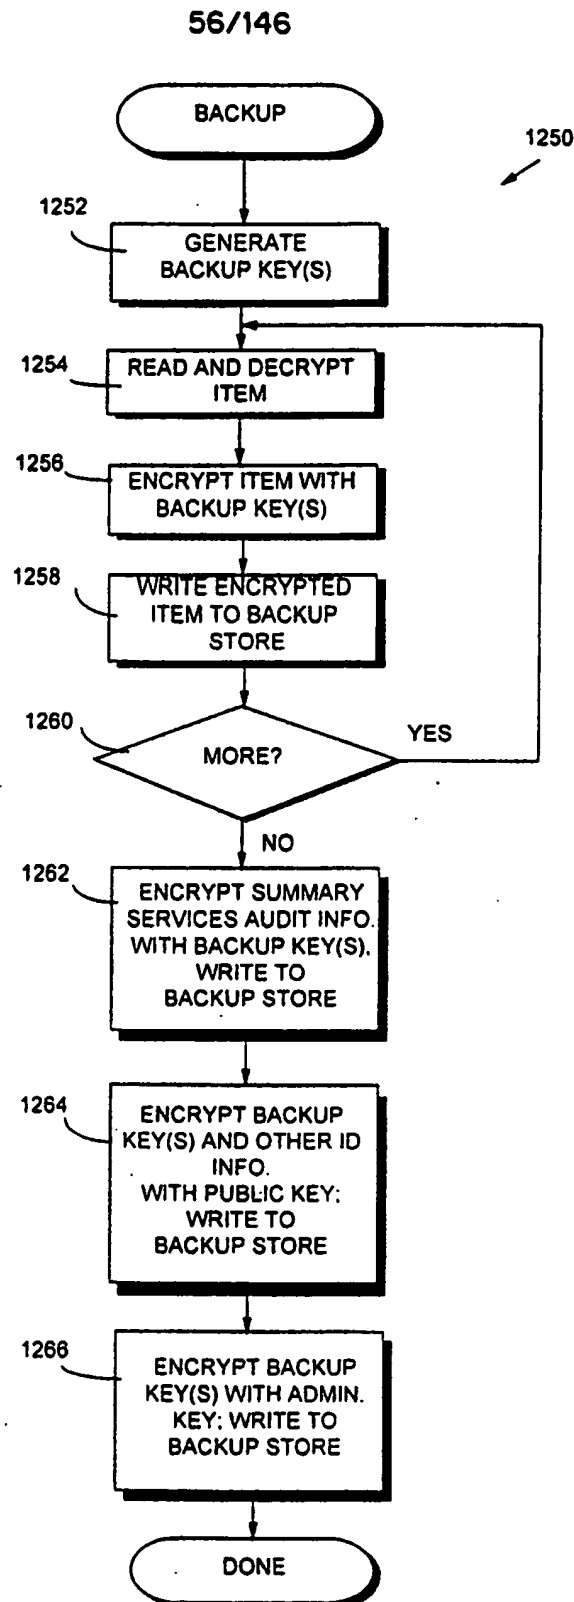 56/146
BACKUP
1250
1252
GENERATE
BACKUP KEY(S)
1254
READ AND DECRYPT
ITEM
1256
ENCRYPT ITEM WITH
BACKUP KEY(S)
1258
WRITE ENCRYPTED
ITEM TO BACKUP
STORE
1260
MORE?
YES
NO
1262
ENCRYPT SUMMARY
SERVICES AUDIT INFO.
WITH BACKUP KEY(S).
WRITE TO
BACKUP STORE
1264
ENCRYPT BACKUP
KEY(S) AND OTHER ID
INFO.
WITH PUBLIC KEY;
WRITE TO
BACKUP STORE
1266
ENCRYPT BACKUP
KEY(S) WITH ADMIN.
KEY; WRITE TO
BACKUP STORE
DONE